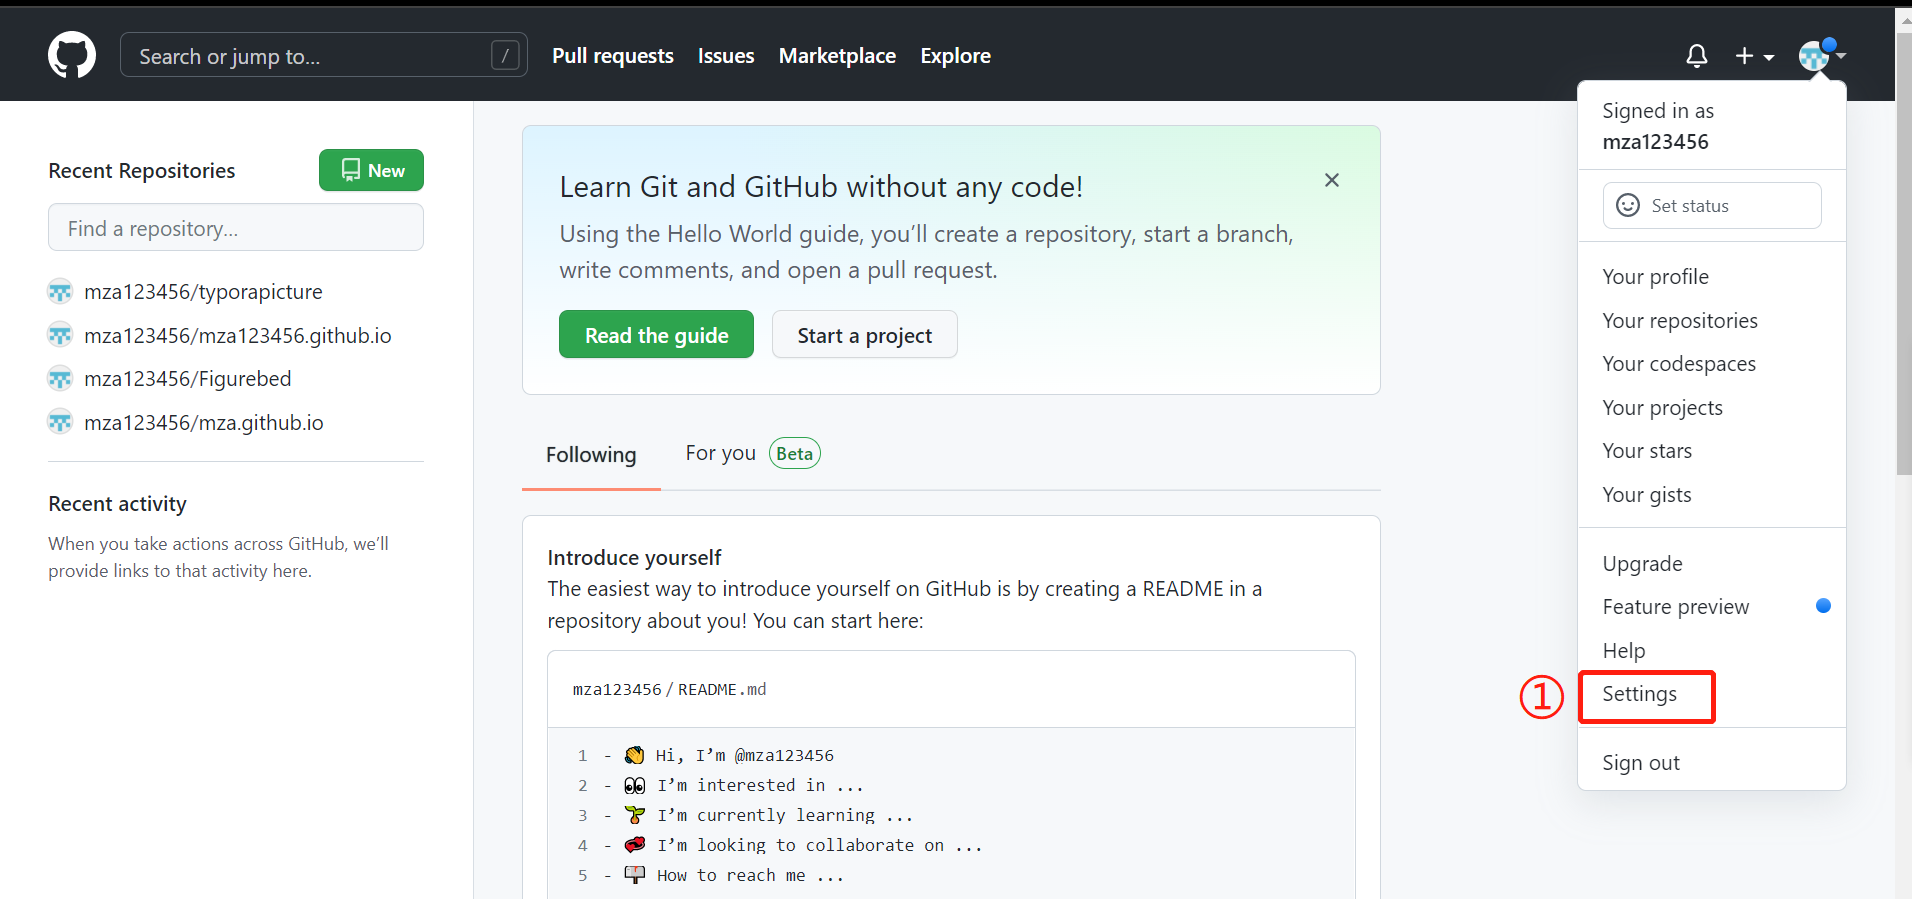 Search or jump to... /
Pull requests Issues Marketplace Explore
Recent Repositories
New
Find a repository...
mza123456/typorapicture
mza123456/mza123456.github.io
mza123456/Figurebed
mza123456/mza.github.io
Recent activity
When you take actions across GitHub, we’ll
provide links to that activity here.
Learn Git and GitHub without any code!
Using the Hello World guide, you’ll create a repository, start a branch,
write comments, and open a pull request.
Read the guide
Start a project
Following
For you Beta
Introduce yourself
The easiest way to introduce yourself on GitHub is by creating a README in a
repository about you! You can start here:
mza123456 / README.md
1 - 👋 Hi, I’m @mza123456
2 - 👀 I’m interested in ...
3 - 🌱 I’m currently learning ...
4 - 💞️ I’m looking to collaborate on ...
5 - 📫 How to reach me ...
Signed in as
mza123456
Set status
Your profile
Your repositories
Your codespaces
Your projects
Your stars
Your gists
Upgrade
Feature preview
Help
① Settings
Sign out